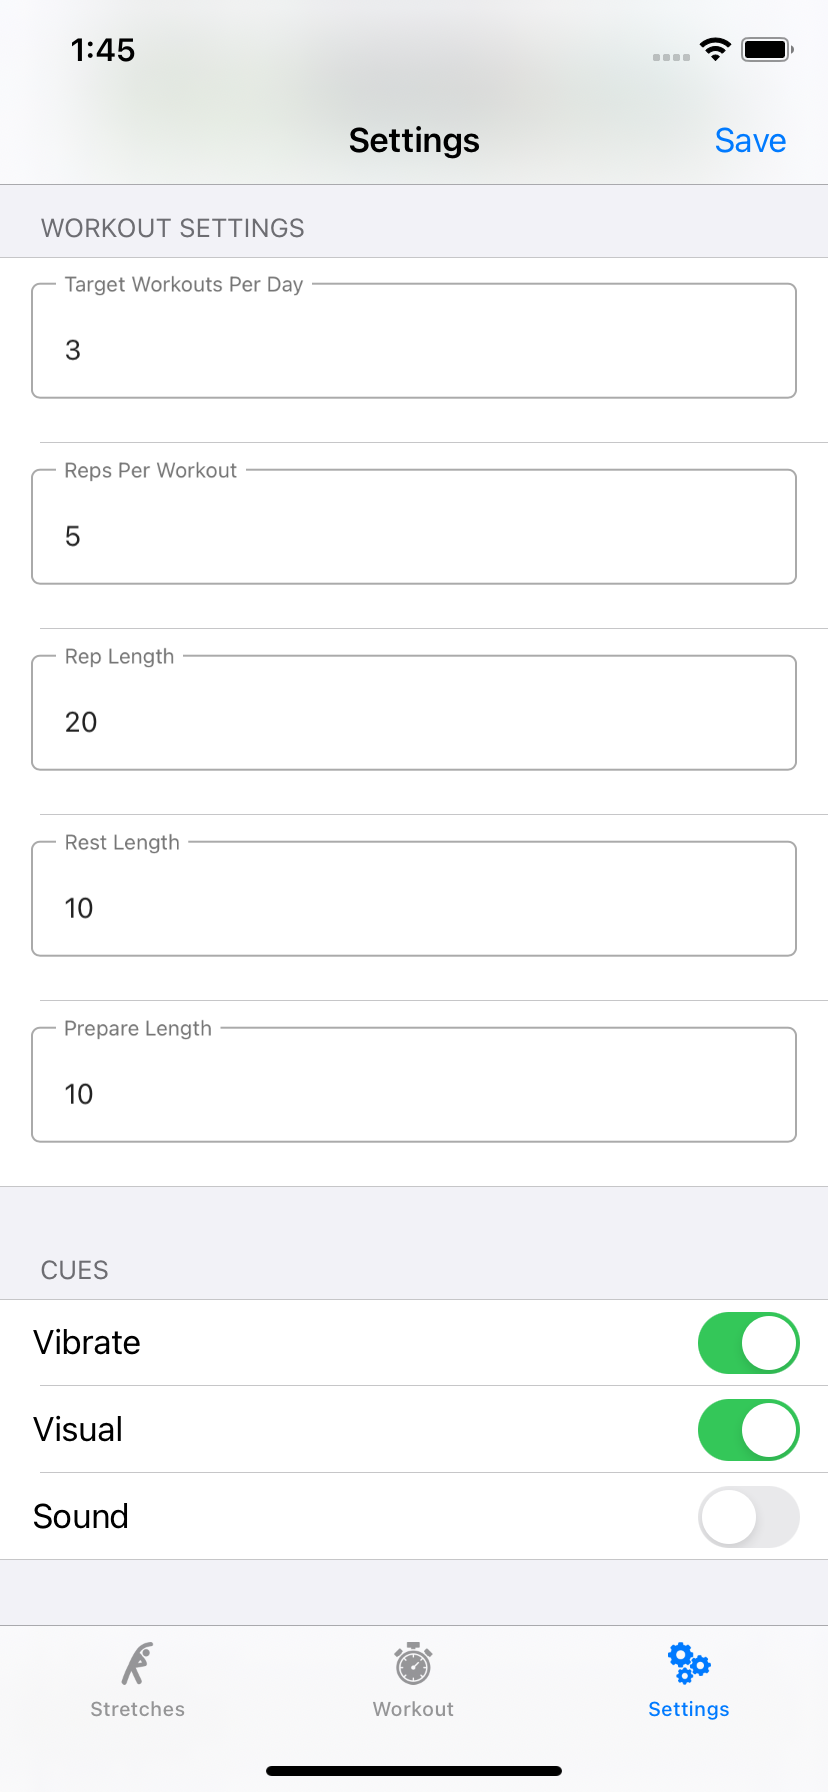 1:45
Settings
Save
WORKOUT SETTINGS
Target Workouts Per Day
3
Reps Per Workout
5
Rep Length
20
Rest Length
10
Prepare Length
10
CUES
Vibrate
Visual
Sound
Stretches
Workout
Settings